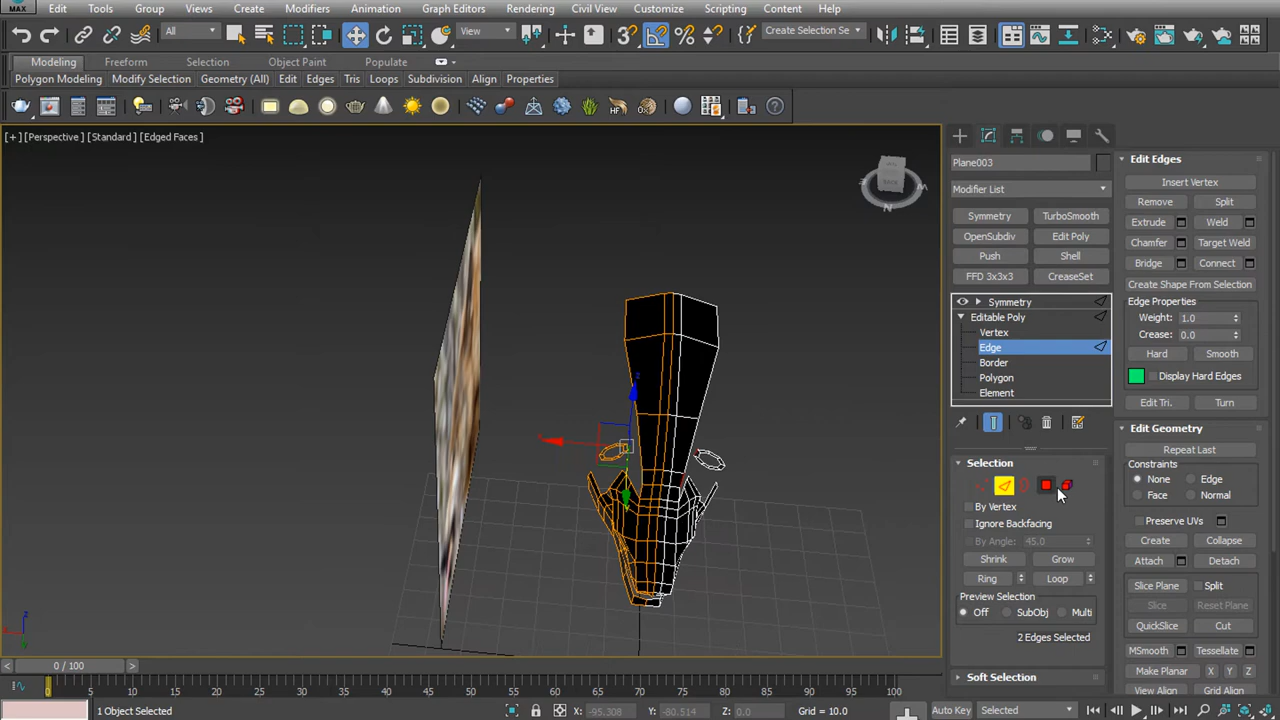 MAX Edit Tools Group Views Create Modifiers Animation Graph Editors Rendering Civil View Customize Scripting Content Help
All View 3 Create Selection Se
Modeling Freeform Selection Object Paint Populate
Polygon Modeling Modify Selection Geometry (All) Edit Edges Tris Loops Subdivision Align Properties
[+] [Perspective] [Standard] [Edged Faces]
N
Plane003
Modifier List
Symmetry TurboSmooth
OpenSubdiv Edit Poly
Push Shell
FFD 3x3x3 CreaseSet
Symmetry
Editable Poly
Vertex
Edge
Border
Polygon
Element
Selection
By Vertex
Ignore Backfacing
By Angle: 45.0
Shrink Grow
Ring Loop
Preview Selection
Off SubObj Multi
2 Edges Selected
Soft Selection
Edit Edges
Insert Vertex
Remove Split
Extrude Weld
Chamfer Target Weld
Bridge Connect
Create Shape From Selection
Edge Properties
Weight: 1.0
Crease: 0.0
Hard Smooth
Display Hard Edges
Edit Tri. Turn
Edit Geometry
Repeat Last
Constraints
None Edge
Face Normal
Preserve UVs
Create Collapse
Attach Detach
Slice Plane Split
Slice Reset Plane
QuickSlice Cut
MSmooth Tessellate
Make Planar X Y Z
View Align Grid Align
z
x
0 / 100
0 5 10 15 20 25 30 35 40 45 50 55 60 65 70 75 80 85 90 95 100
1 Object Selected X: -95.308 Y: -80.514 Z: 0.0 Grid = 10.0 Auto Key Selected